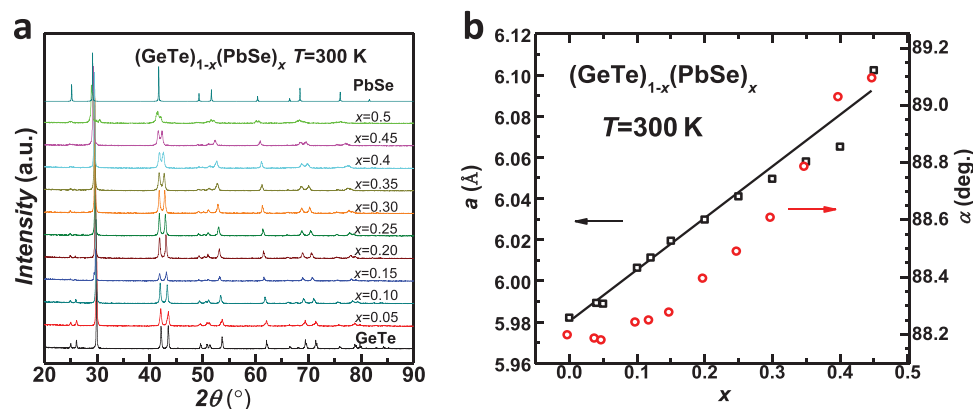 a
(GeTe)1-x(PbSe)x T=300 K
PbSe
x=0.5
x=0.45
x=0.4
x=0.35
x=0.30
x=0.25
x=0.20
x=0.15
x=0.10
x=0.05
GeTe
Intensity (a.u.)
20 30 40 50 60 70 80 90
2θ (°)
b
(GeTe)1-x(PbSe)x
T=300 K
6.12
6.10
6.08
6.06
6.04
6.02
6.00
5.98
5.96
a (Å)
89.2
89.0
88.8
88.6
88.4
88.2
α (deg.)
0.0 0.1 0.2 0.3 0.4 0.5
x